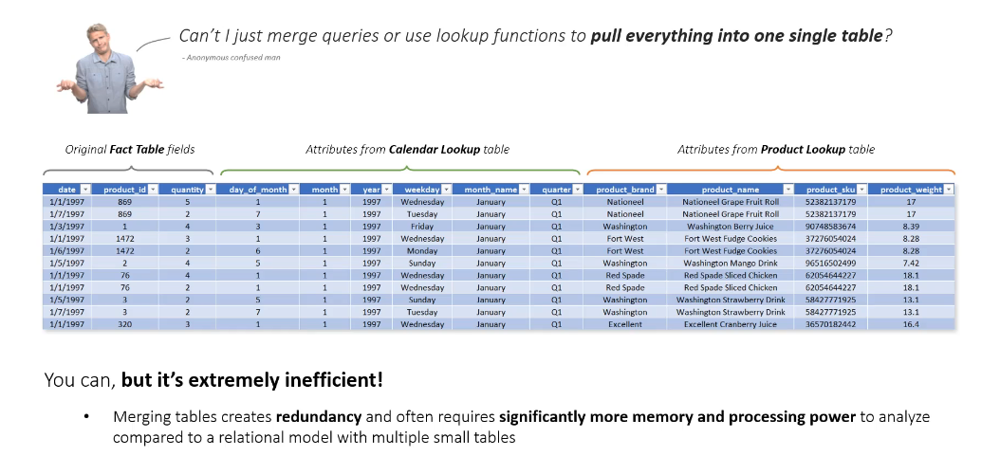 Can't I just merge queries or use lookup functions to pull everything into one single table?
- Anonymous confused man
Original Fact Table fields
Attributes from Calendar Lookup table
Attributes from Product Lookup table
date product_id quantity day_of_month month year weekday month_name quarter product_brand product_name product_sku product_weight
1/1/1997 869 5 1 1 1997 Wednesday January Q1 Nationeel Nationeel Grape Fruit Roll 52382137179 17
1/7/1997 869 2 7 1 1997 Tuesday January Q1 Nationeel Nationeel Grape Fruit Roll 52382137179 17
1/3/1997 1 4 3 1 1997 Friday January Q1 Washington Washington Berry Juice 90748583674 8.39
1/1/1997 1472 3 1 1 1997 Wednesday January Q1 Fort West Fort West Fudge Cookies 37276054024 8.28
1/6/1997 1472 2 6 1 1997 Monday January Q1 Fort West Fort West Fudge Cookies 37276054024 8.28
1/5/1997 2 4 5 1 1997 Sunday January Q1 Washington Washington Mango Drink 96516502499 7.42
1/1/1997 76 4 1 1 1997 Wednesday January Q1 Red Spade Red Spade Sliced Chicken 62054644227 18.1
1/1/1997 76 2 1 1 1997 Wednesday January Q1 Red Spade Red Spade Sliced Chicken 62054644227 18.1
1/5/1997 3 2 5 1 1997 Sunday January Q1 Washington Washington Strawberry Drink 58427771925 13.1
1/7/1997 3 2 7 1 1997 Tuesday January Q1 Washington Washington Strawberry Drink 58427771925 13.1
1/1/1997 320 3 1 1 1997 Wednesday January Q1 Excellent Excellent Cranberry Juice 36570182442 16.4
You can, but it's extremely inefficient!
• Merging tables creates redundancy and often requires significantly more memory and processing power to analyze
compared to a relational model with multiple small tables